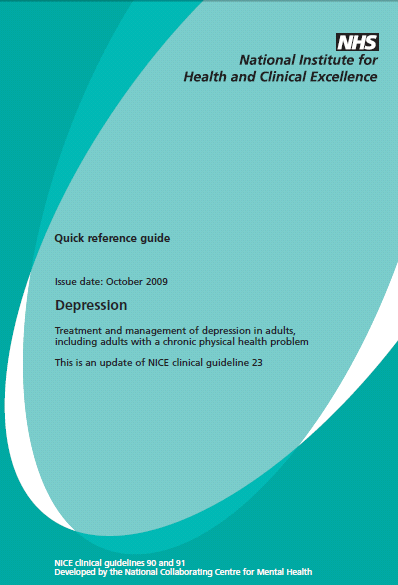 NHS
National Institute for
Health and Clinical Excellence
Quick reference guide
Issue date: October 2009
Depression
Treatment and management of depression in adults,
including adults with a chronic physical health problem
This is an update of NICE clinical guideline 23
NICE clinical guidelines 90 and 91
Developed by the National Collaborating Centre for Mental Health